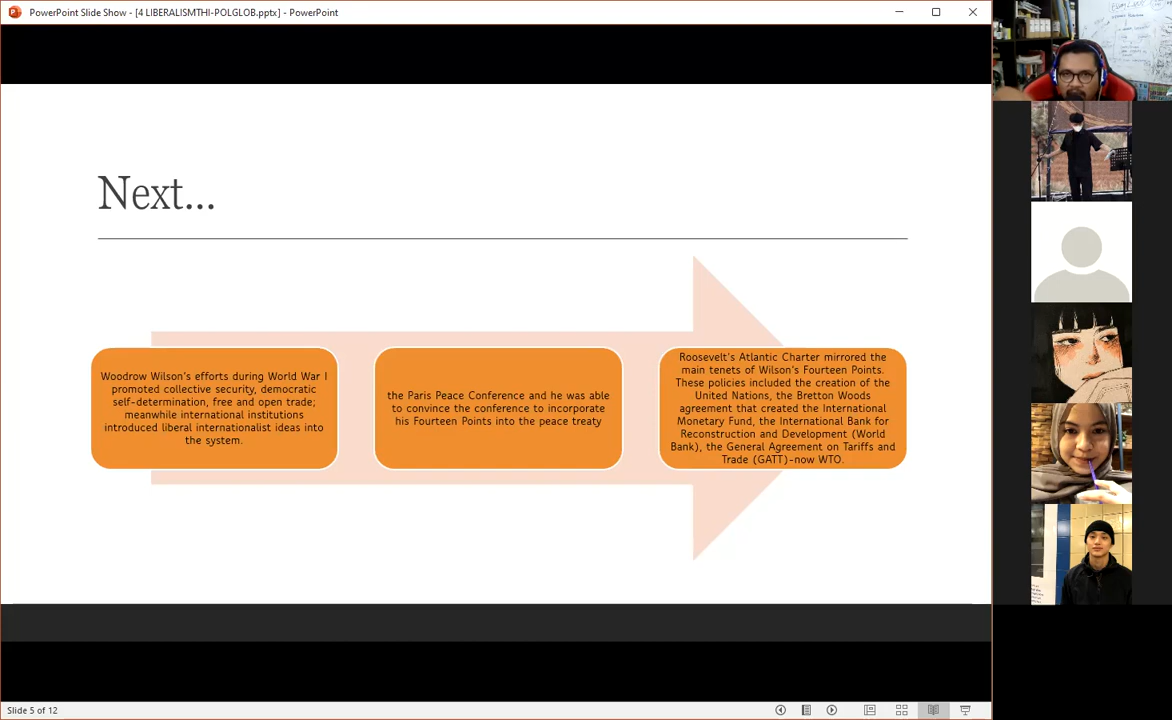 PowerPoint Slide Show - [4 LIBERALISMTHI-POLGLOB.pptx] - PowerPoint
Next...
Woodrow Wilson's efforts during World War I
promoted collective security, democratic
self-determination, free and open trade;
meanwhile international institutions
introduced liberal internationalist ideas into
the system.
the Paris Peace Conference and he was able
to convince the conference to incorporate
his Fourteen Points into the peace treaty
Roosevelt's Atlantic Charter mirrored the
main tenets of Wilson's Fourteen Points.
These policies included the creation of the
United Nations, the Bretton Woods
agreement that created the International
Monetary Fund, the International Bank for
Reconstruction and Development (World
Bank), the General Agreement on Tariffs and
Trade (GATT)-now WTO.
Slide 5 of 12